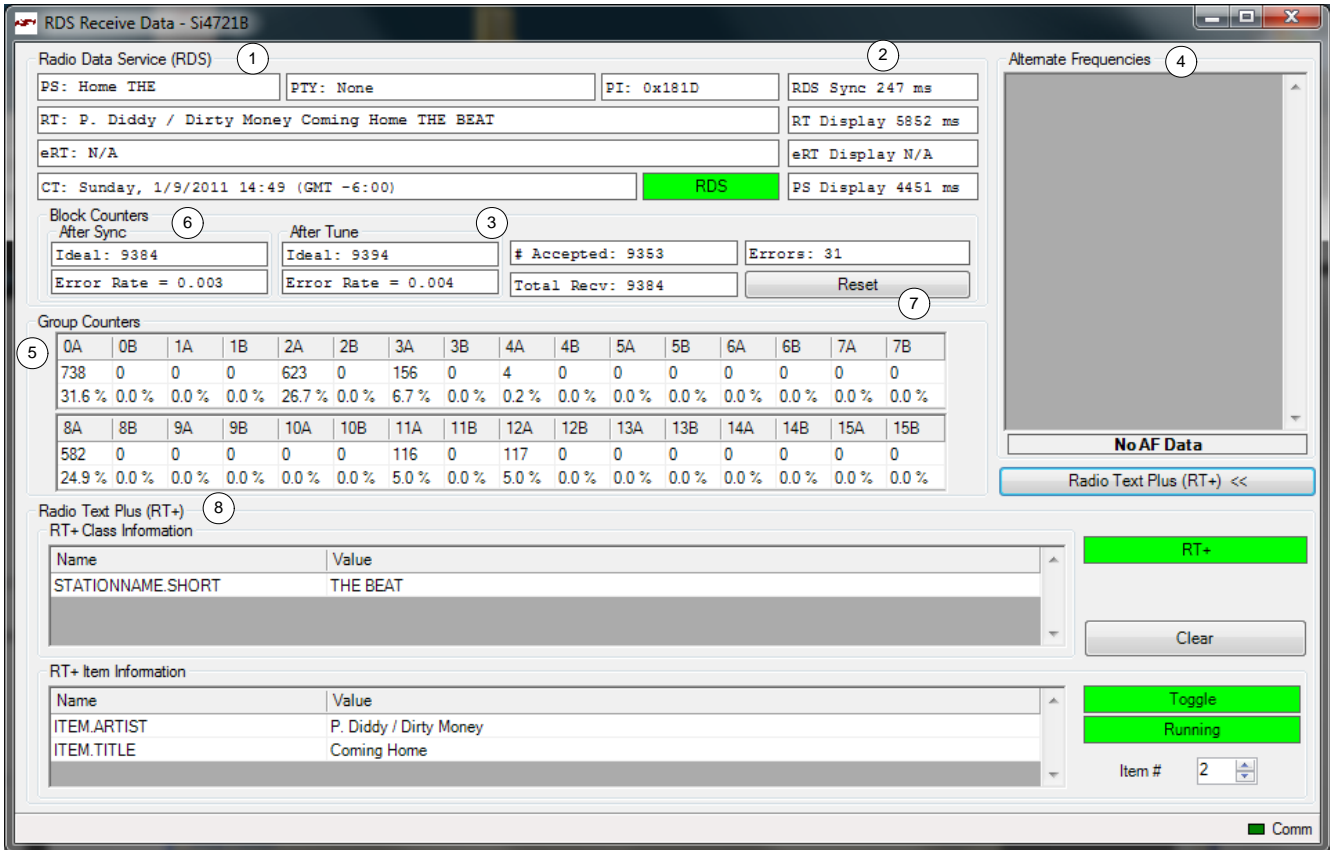 RDS Receive Data - Si4721B
Radio Data Service (RDS) 1 2
PS: Home THE PTY: None PI: 0x181D RDS Sync 247 ms
RT: P. Diddy / Dirty Money Coming Home THE BEAT RT Display 5852 ms
eRT: N/A eRT Display N/A
CT: Sunday, 1/9/2011 14:49 (GMT -6:00) RDS PS Display 4451 ms
Block Counters
After Sync 6 After Tune 3
Ideal: 9384 Ideal: 9394 # Accepted: 9353 Errors: 31
Error Rate = 0.003 Error Rate = 0.004 Total Recv: 9384 Reset
7
Alternate Frequencies 4
No AF Data
Radio Text Plus (RT+) <<
Group Counters
5
0A 0B 1A 1B 2A 2B 3A 3B 4A 4B 5A 5B 6A 6B 7A 7B
738 0 0 0 623 0 156 0 4 0 0 0 0 0 0 0
31.6 % 0.0 % 0.0 % 0.0 % 26.7 % 0.0 % 6.7 % 0.0 % 0.2 % 0.0 % 0.0 % 0.0 % 0.0 % 0.0 % 0.0 % 0.0 %
8A 8B 9A 9B 10A 10B 11A 11B 12A 12B 13A 13B 14A 14B 15A 15B
582 0 0 0 0 0 116 0 117 0 0 0 0 0 0 0
24.9 % 0.0 % 0.0 % 0.0 % 0.0 % 0.0 % 5.0 % 0.0 % 5.0 % 0.0 % 0.0 % 0.0 % 0.0 % 0.0 % 0.0 % 0.0 %
Radio Text Plus (RT+) 8
RT+ Class Information
Name Value
STATIONNAME.SHORT THE BEAT
RT+
Clear
RT+ Item Information
Name Value
ITEM.ARTIST P. Diddy / Dirty Money
ITEM.TITLE Coming Home
Toggle
Running
Item # 2
Comm